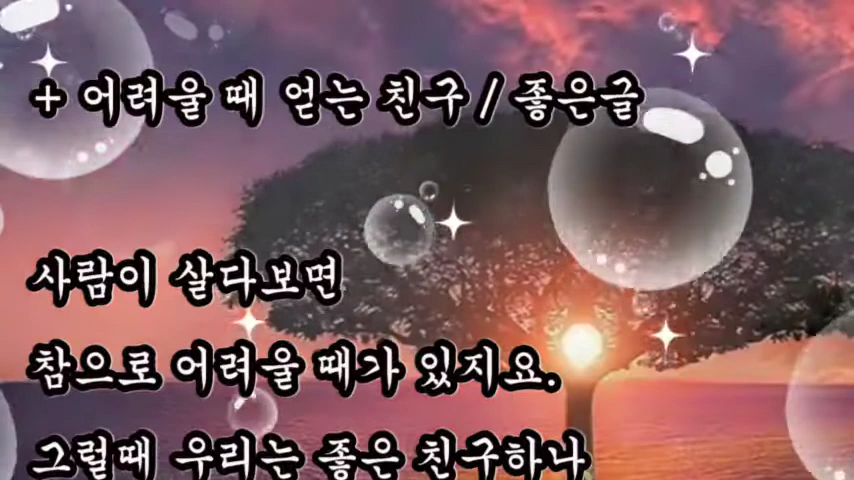 + 어려울 때 얻는 친구 / 좋은글
사람이 살다보면
참으로 어려울 때가 있지요.
그럴때 우리는 좋은 친구하나